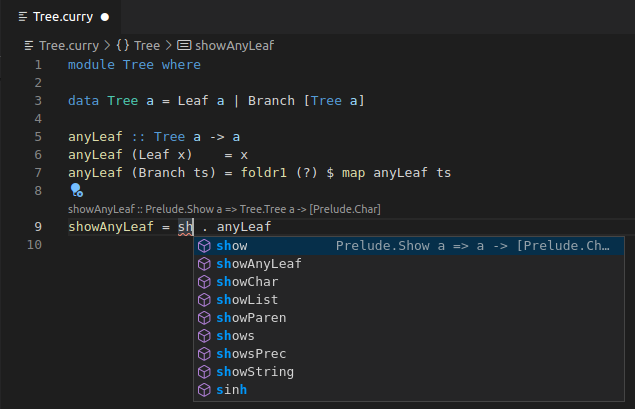 Tree.curry
Tree.curry > {} Tree > showAnyLeaf
1 module Tree where
2
3 data Tree a = Leaf a | Branch [Tree a]
4
5 anyLeaf :: Tree a -> a
6 anyLeaf (Leaf x)    = x
7 anyLeaf (Branch ts) = foldr1 (?) $ map anyLeaf ts
8
showAnyLeaf :: Prelude.Show a => Tree.Tree a -> [Prelude.Char]
9 showAnyLeaf = sh . anyLeaf
10
show Prelude.Show a => a -> [Prelude.Ch…
showAnyLeaf
showChar
showList
showParen
shows
showsPrec
showString
sinh